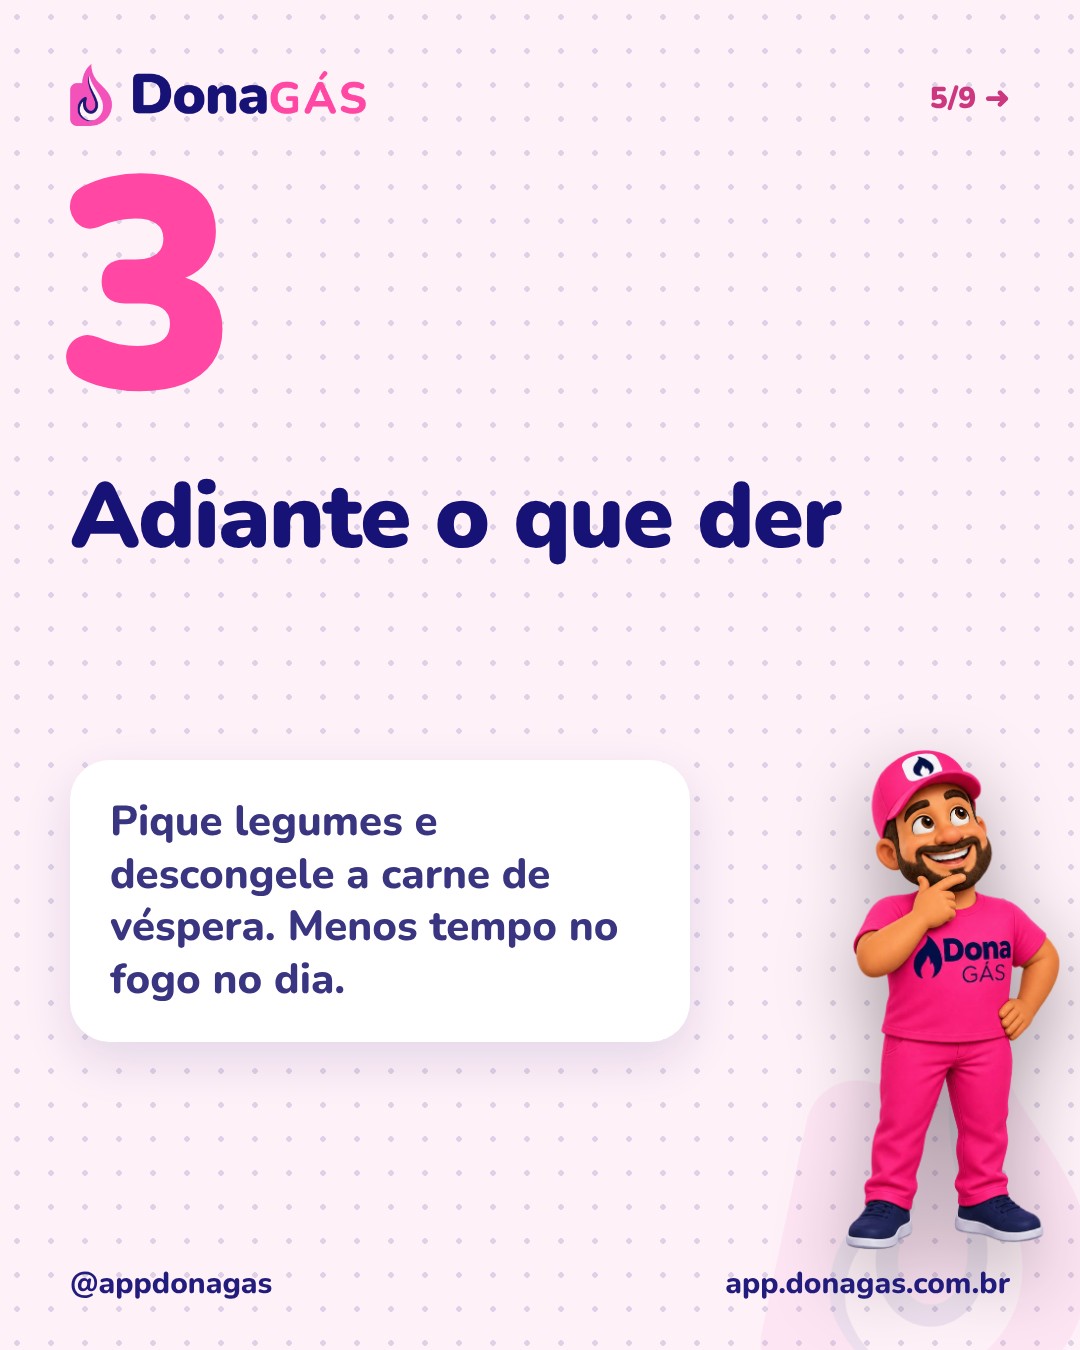 DonaGÁS
5/9 →
3
Adiante o que der
Pique legumes e
descongele a carne de
véspera. Menos tempo no
fogo no dia.
Dona
GÁS
@appdonagas
app.donagas.com.br